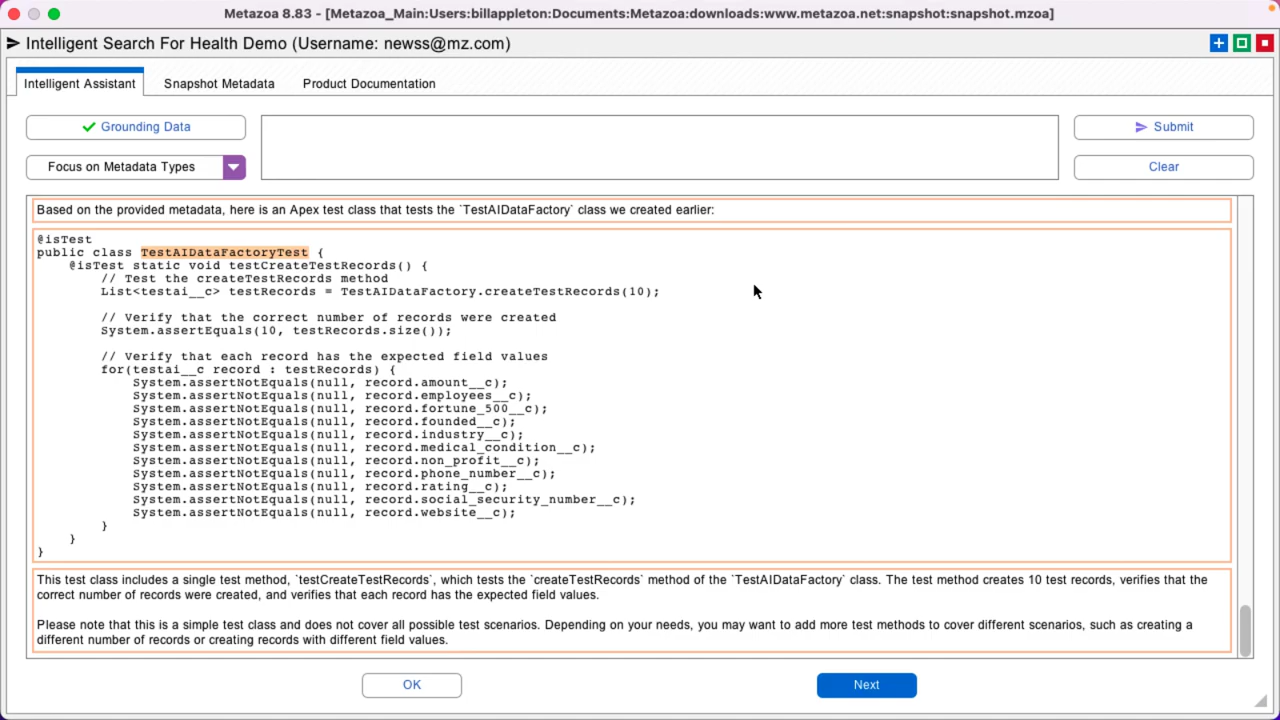 Metazoa 8.83 - [Metazoa_Main:Users:billappleton:Documents:Metazoa:downloads:www.metazoa.net:snapshot:snapshot.mzoa]
Intelligent Search For Health Demo (Username: newss@mz.com)
Intelligent Assistant
Snapshot Metadata
Product Documentation
Grounding Data
Submit
Focus on Metadata Types
Clear
Based on the provided metadata, here is an Apex test class that tests the `TestAIDataFactory` class we created earlier:
@isTest
public class TestAIDataFactoryTest {
    @isTest static void testCreateTestRecords() {
        // Test the createTestRecords method
        List<testai__c> testRecords = TestAIDataFactory.createTestRecords(10);

        // Verify that the correct number of records were created
        System.assertEquals(10, testRecords.size());

        // Verify that each record has the expected field values
        for(testai__c record : testRecords) {
            System.assertNotEquals(null, record.amount__c);
            System.assertNotEquals(null, record.employees__c);
            System.assertNotEquals(null, record.fortune_500__c);
            System.assertNotEquals(null, record.founded__c);
            System.assertNotEquals(null, record.industry__c);
            System.assertNotEquals(null, record.medical_condition__c);
            System.assertNotEquals(null, record.non_profit__c);
            System.assertNotEquals(null, record.phone_number__c);
            System.assertNotEquals(null, record.rating__c);
            System.assertNotEquals(null, record.social_security_number__c);
            System.assertNotEquals(null, record.website__c);
        }
    }
}
This test class includes a single test method, `testCreateTestRecords`, which tests the `createTestRecords` method of the `TestAIDataFactory` class. The test method creates 10 test records, verifies that the
correct number of records were created, and verifies that each record has the expected field values.

Please note that this is a simple test class and does not cover all possible test scenarios. Depending on your needs, you may want to add more test methods to cover different scenarios, such as creating a
different number of records or creating records with different field values.
OK
Next